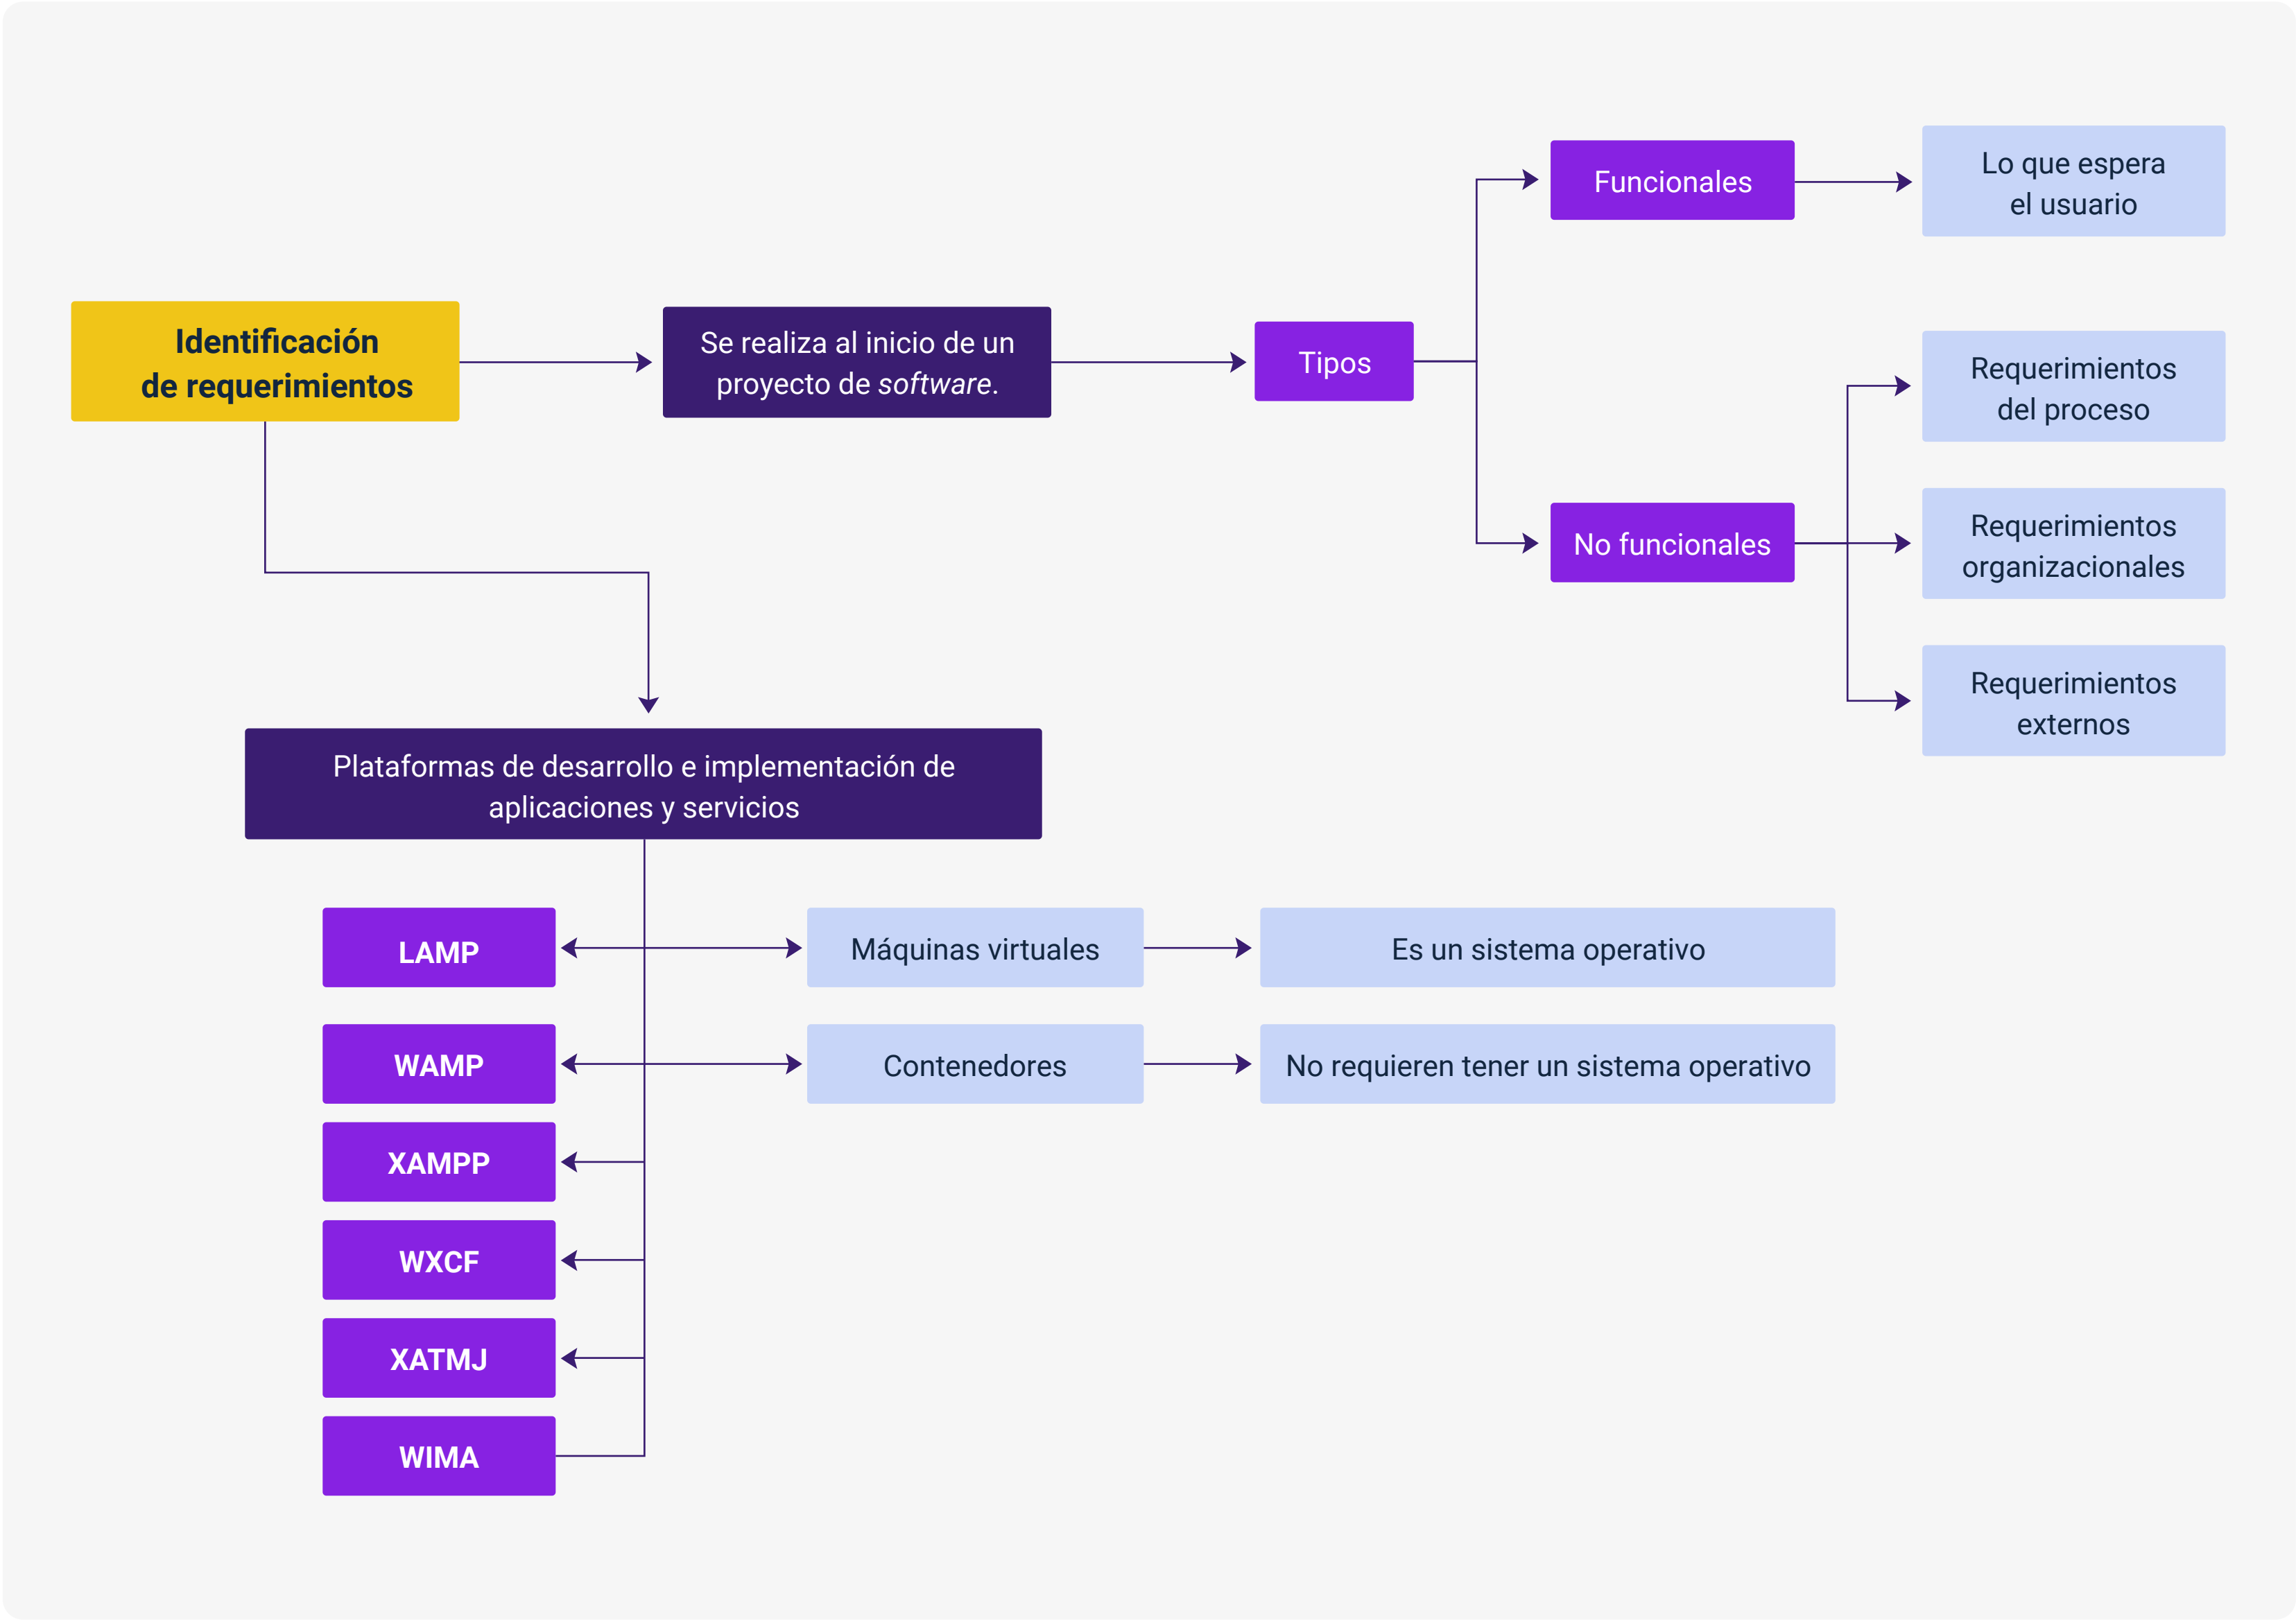 Identificación
de requerimientos
Se realiza al inicio de un
proyecto de software.
Tipos
Funcionales
Lo que espera
el usuario
No funcionales
Requerimientos
del proceso
Requerimientos
organizacionales
Requerimientos
externos
Plataformas de desarrollo e implementación de
aplicaciones y servicios
LAMP
Máquinas virtuales
Es un sistema operativo
WAMP
Contenedores
No requieren tener un sistema operativo
XAMPP
WXCF
XATMJ
WIMA